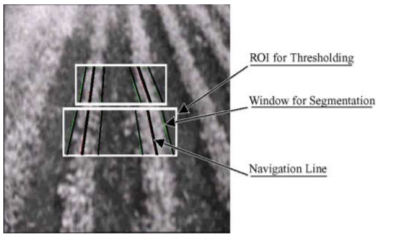 ROI for Thresholding
Window for Segmentation
Navigation Line